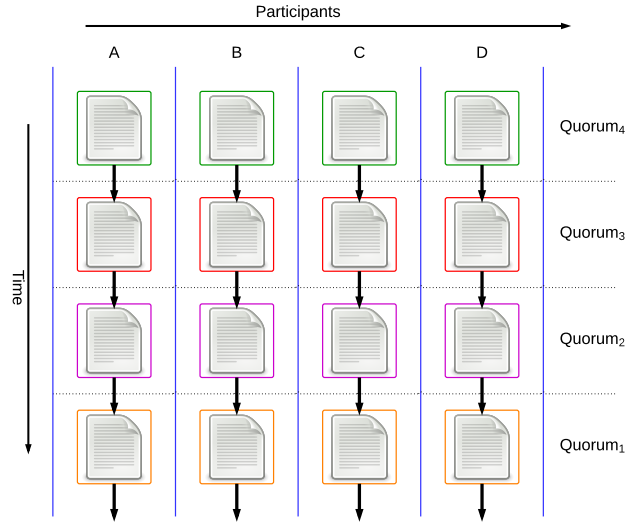 Participants
A B C D
Quorum₄
Quorum₃
Time
Quorum₂
Quorum₁